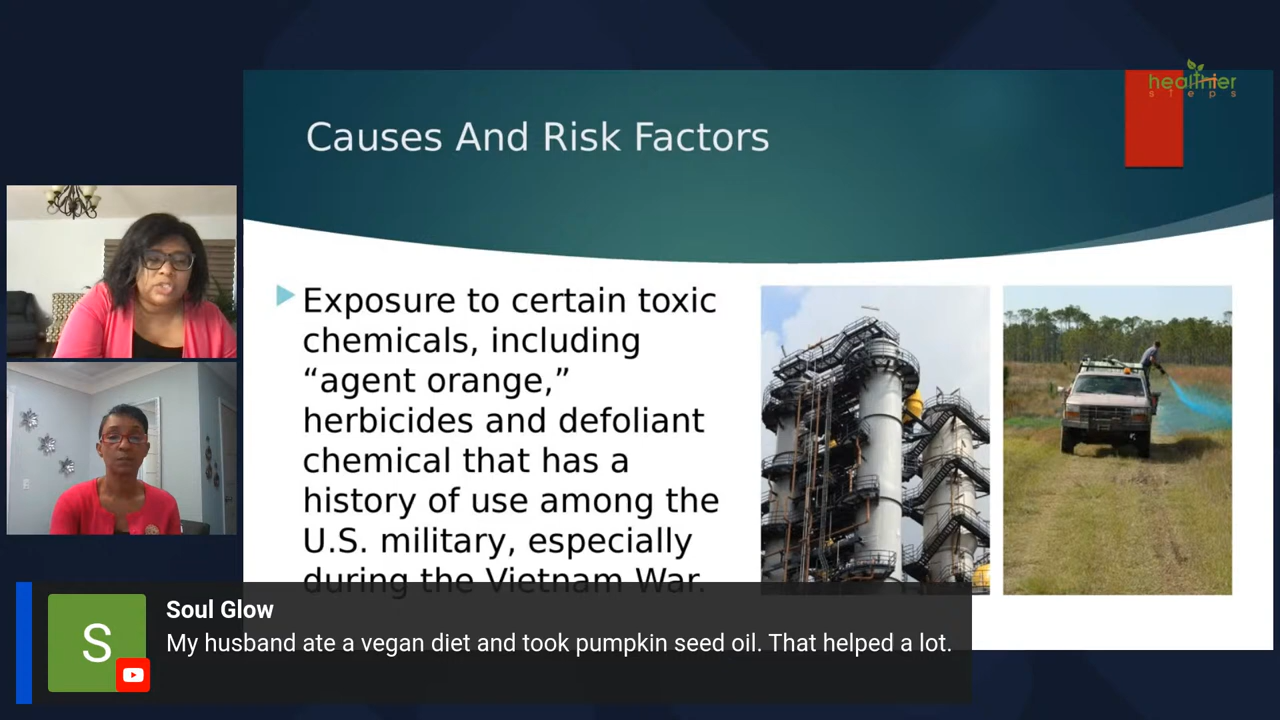 healthier
steps
Causes And Risk Factors
Exposure to certain toxic
chemicals, including
“agent orange,”
herbicides and defoliant
chemical that has a
history of use among the
U.S. military, especially
during the Vietnam War.
S
Soul Glow
My husband ate a vegan diet and took pumpkin seed oil. That helped a lot.